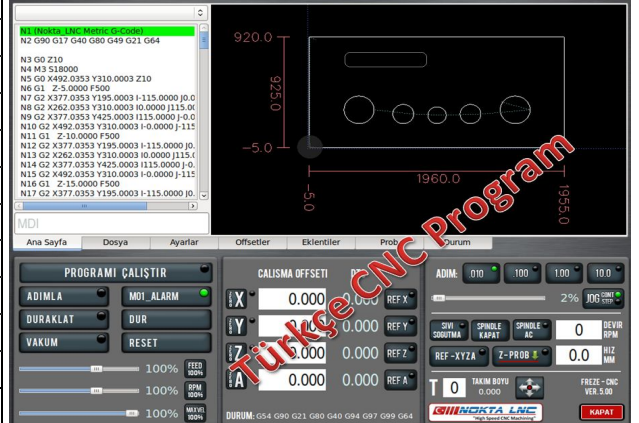 N1 (Nokta_LNC Metric G-Code)
N2 G90 G17 G40 G80 G49 G21 G64
N3 G0 Z10
N4 M3 S18000
N5 G0 X492.0353 Y310.0003 Z10
N6 G1 Z-5.0000 F500
N7 G2 X377.0353 Y195.0003 I-115.0000 J0.0
N8 G2 X262.0353 Y310.0003 I0.0000 J115.00
N9 G2 X377.0353 Y425.0003 I115.0000 J-0.0
N10 G2 X492.0353 Y310.0003 I-0.0000 J-115
N11 G1 Z-10.0000 F500
N12 G2 X377.0353 Y195.0003 I-115.0000 J0.
N13 G2 X262.0353 Y310.0003 I0.0000 J115.(
N14 G2 X377.0353 Y425.0003 I115.0000 J-0.
N15 G2 X492.0353 Y310.0003 I-0.0000 J-115
N16 G1 Z-15.0000 F500
N17 G2 X377.0353 Y195.0003 I-115.0000 J0.
MDI
920.0
925.0
-5.0
1960.0
-5.0
1955.0
Türkçe CNC Program
Ana Sayfa Dosya Ayarlar Offsetler Eklentiler Prob Durum
PROGRAMI ÇALIŞTIR
ADIMLA M01_ALARM
DURAKLAT DUR
VAKUM RESET
100% FEED 100%
100% RPM 100%
100% MAX VEL 100%
CALISMA OFFSETI
X 0.000 0.000 REF X
Y 0.000 0.000 REF Y
Z 0.000 0.000 REF Z
A 0.000 0.000 REF A
DURUM: G54 G90 G21 G80 G40 G94 G97 G99 G64
ADIM: 010 .100 1.00 10.0
2% JOG CONT STEP
SIVI SOGUTMA SPINDLE KAPAT SPINDLE AC 0 DEVIR RPM
REF-XYZA Z-PROB 0.0 HIZ MM
T 0 TAKIM BOYU 0.000 FREZE - CNC VER. 5.00
NOKTA LNC "High Speed CNC Machining" KAPAT